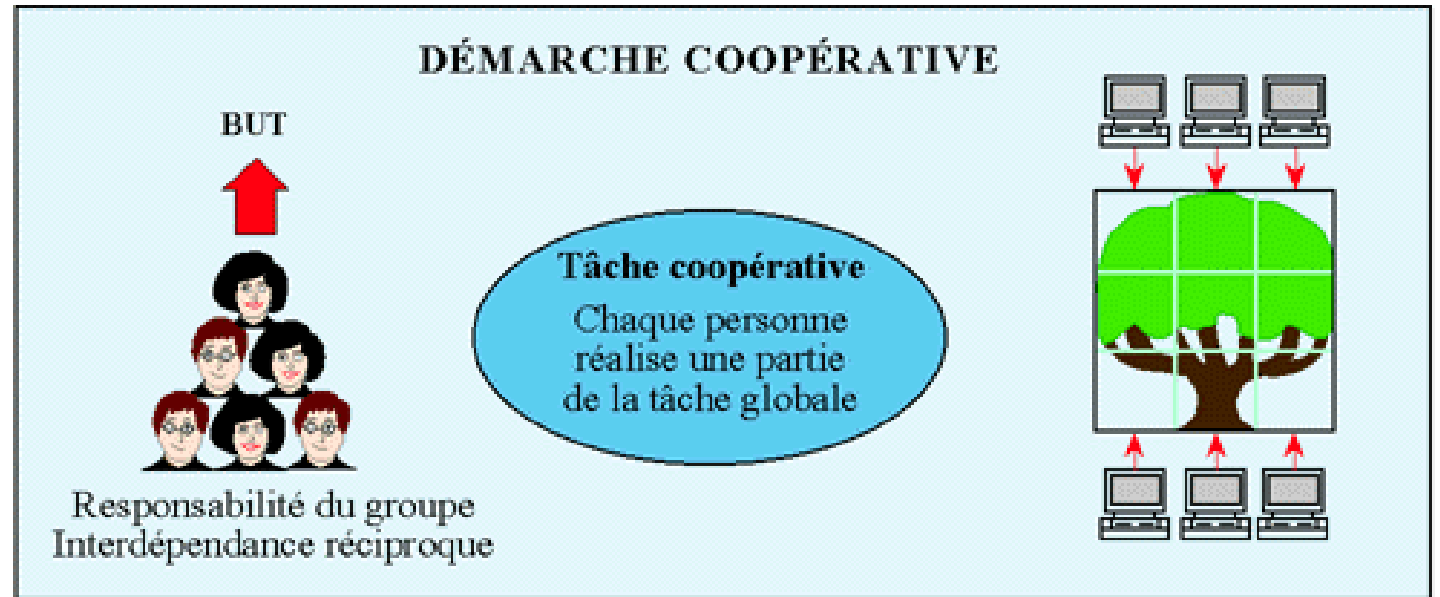 DÉMARCHE COOPÉRATIVE
BUT
Responsabilité du groupe
Interdépendance réciproque
Tâche coopérative
Chaque personne
réalise une partie
de la tâche globale